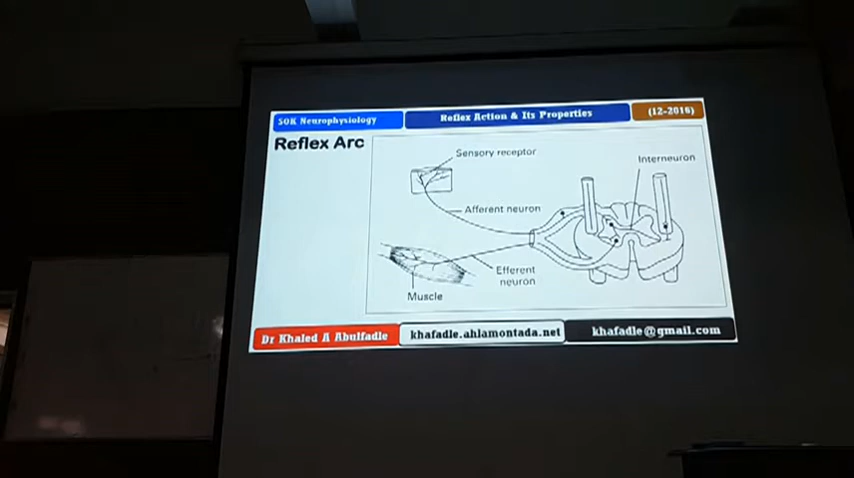 SOK Neurophysiology
Reflex Action & Its Properties
(12-2016)
Reflex Arc
Sensory receptor
Interneuron
Afferent neuron
Efferent
neuron
Muscle
Dr Khaled A Abulfadle
khafadle.ahlamontada.net
khafadle@gmail.com